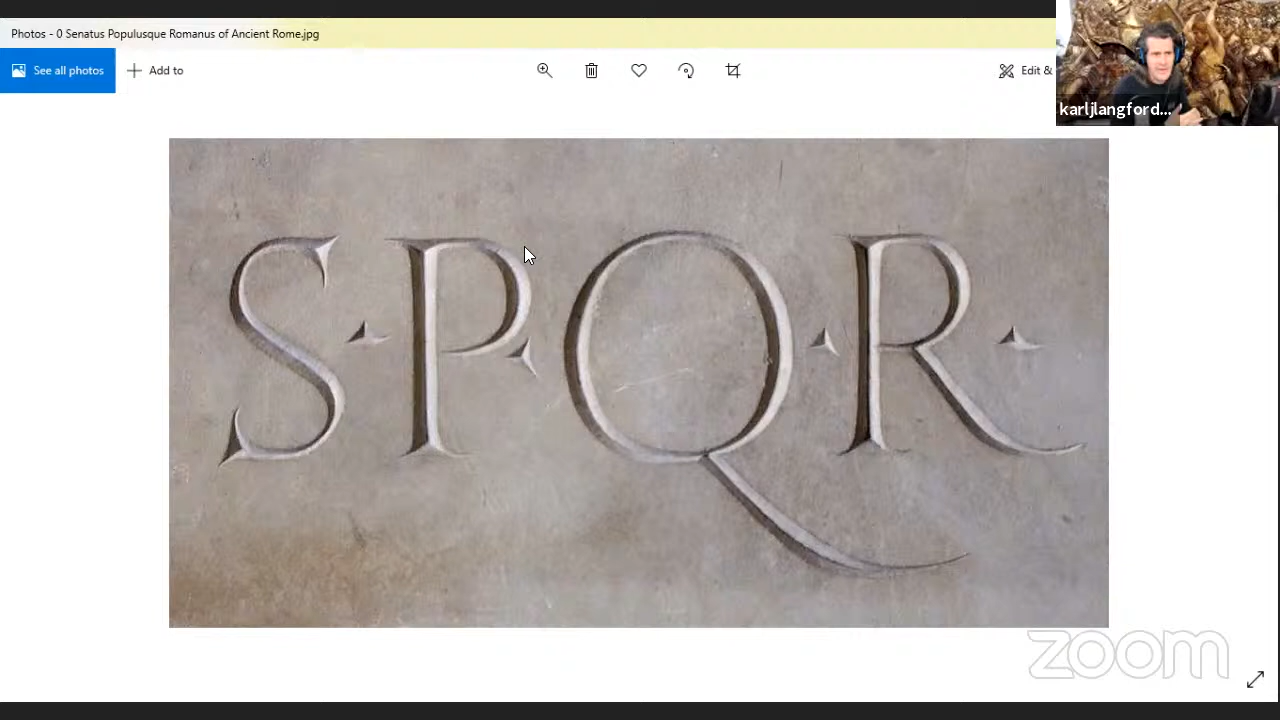 Photos - 0 Senatus Populusque Romanus of Ancient Rome.jpg
See all photos
Add to
Edit &
karljlangford...
S·P·Q·R·
zoom